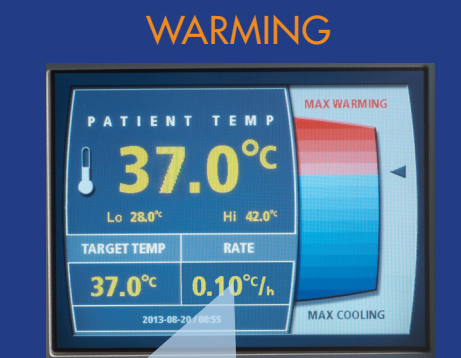 WARMING
MAX WARMING
PATIENT TEMP
37.0°C
Lo 28.0°C Hi 42.0°C
TARGET TEMP RATE
37.0°C 0.10°C/h
2013-08-20 / 08:55
MAX COOLING